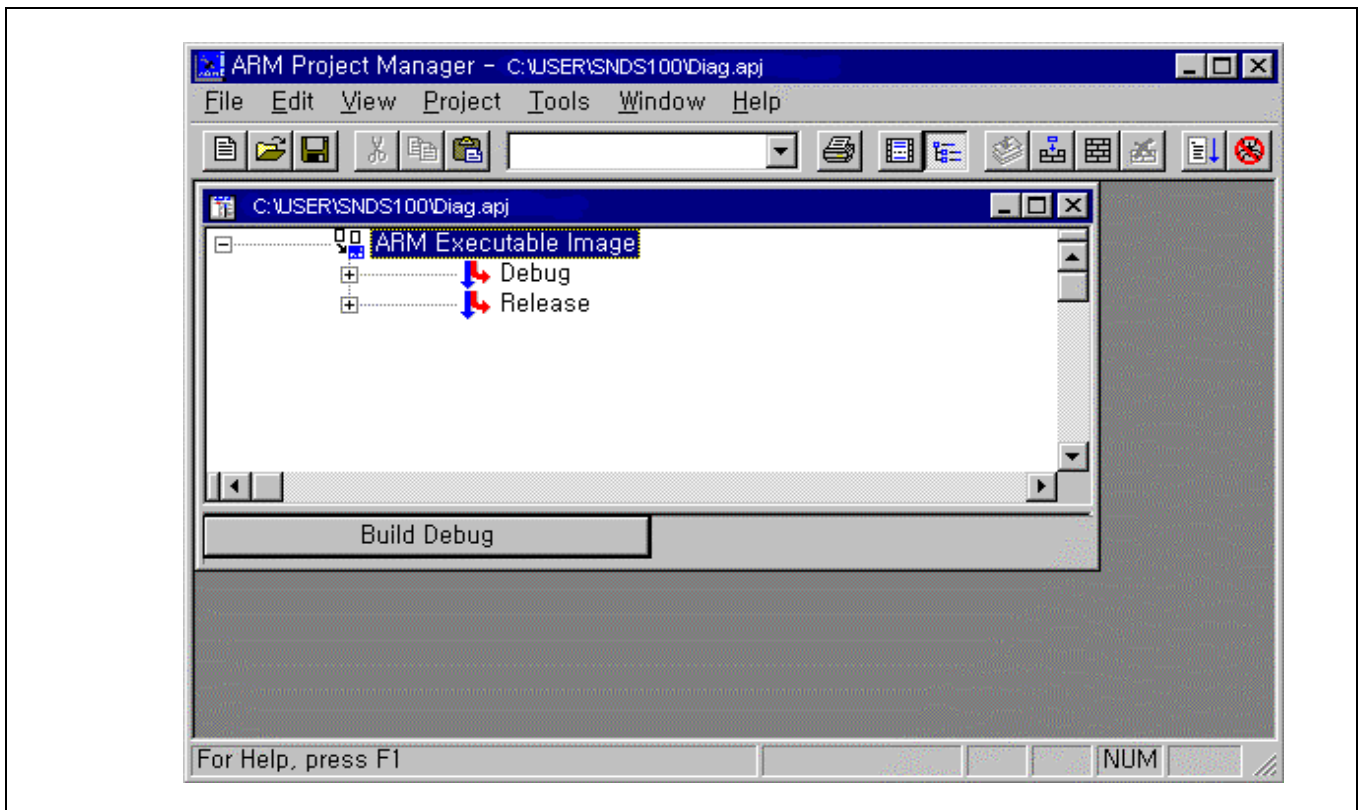 ARM Project Manager - C:\USER\SNDS100\Diag.apj
File Edit View Project Tools Window Help
C:\USER\SNDS100\Diag.apj
ARM Executable Image
Debug
Release
Build Debug
For Help, press F1
NUM